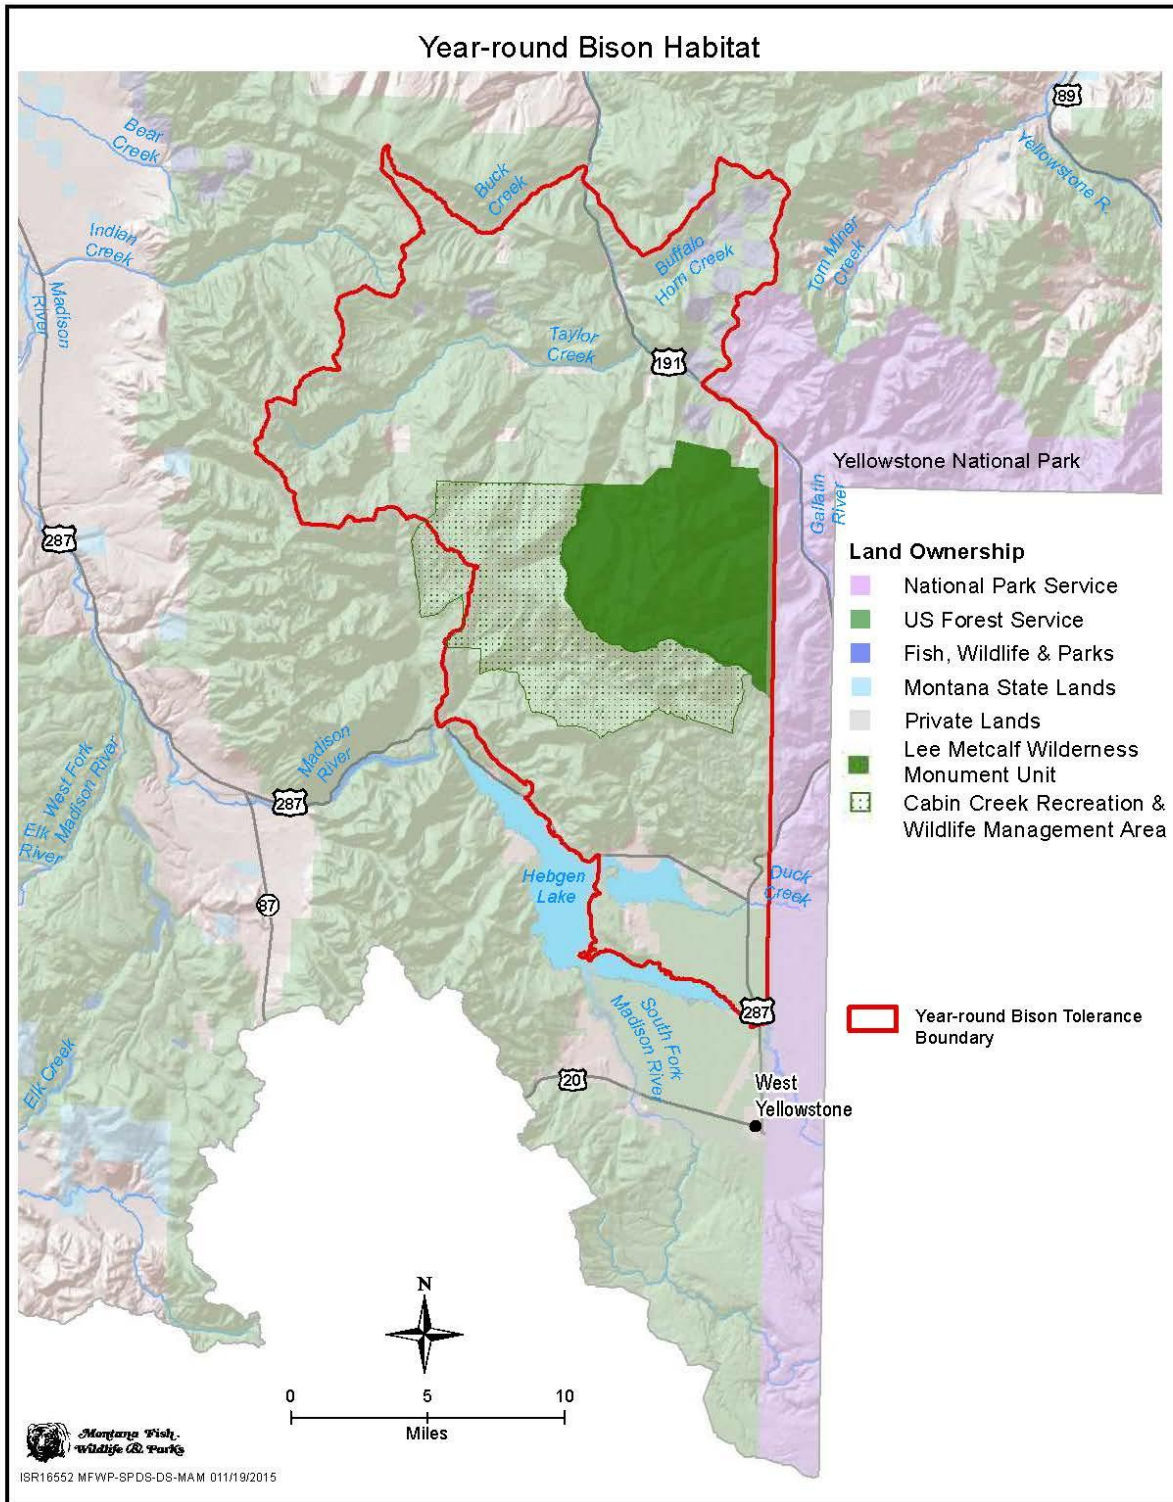 Year-round Bison Habitat
89
Bear
Creek
Buck
Creek
Yellowstone R.
Indian
Creek
Buffalo
Horn Creek
Tom Miner
Creek
Madison
River
Taylor
Creek
191
Yellowstone National Park
Gallatin
River
287
Land Ownership
National Park Service
US Forest Service
Fish, Wildlife & Parks
Montana State Lands
Private Lands
Lee Metcalf Wilderness
Monument Unit
Cabin Creek Recreation &
Wildlife Management Area
West Fork
Madison River
Elk
River
Madison
River
287
Hebgen
Lake
Duck
Creek
87
South Fork
Madison River
287
Year-round Bison Tolerance
Boundary
Elk Creek
20
West
Yellowstone
N
0 5 10
Miles
Montana Fish.
Wildlife & Parks
ISR16552 MFWP-SPDS-DS-MAM 011/19/2015